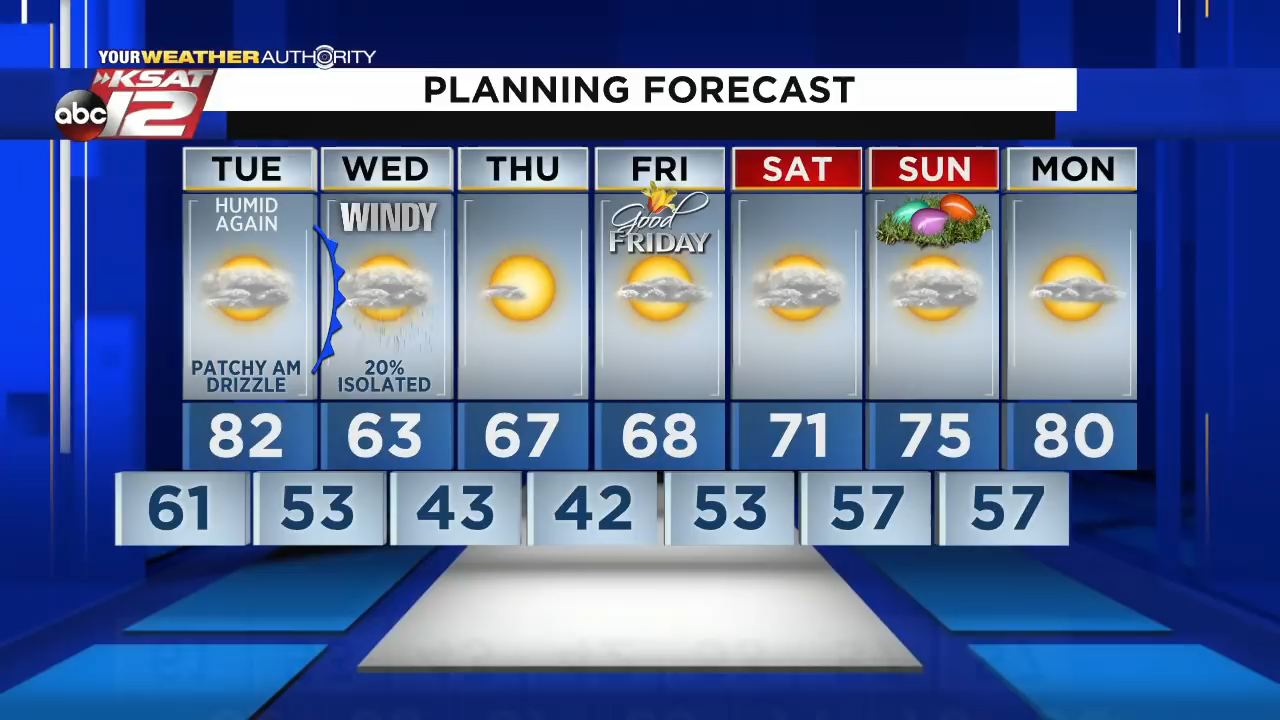 YOURWEATHERAUTHORITY
KSAT
abc 12
PLANNING FORECAST
TUE WED THU FRI SAT SUN MON
HUMID
AGAIN
WINDY
Good
FRIDAY
PATCHY AM
DRIZZLE
20%
ISOLATED
82 63 67 68 71 75 80
61 53 43 42 53 57 57